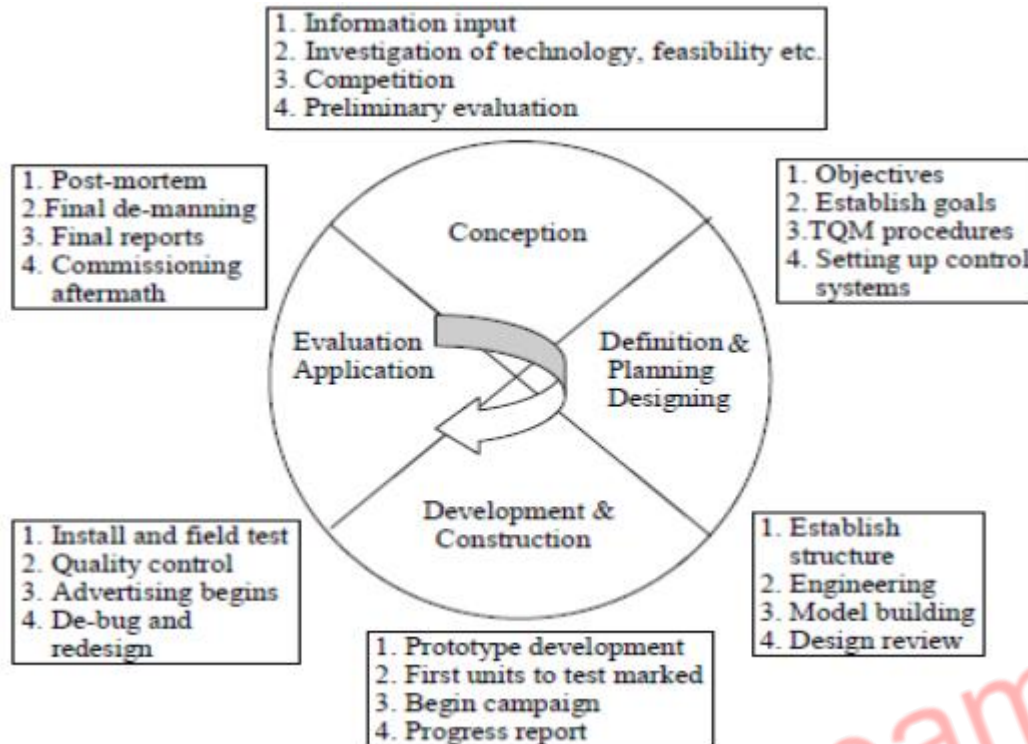 1. Information input
2. Investigation of technology, feasibility etc.
3. Competition
4. Preliminary evaluation
1. Post-mortem
2.Final de-manning
3. Final reports
4. Commissioning
aftermath
1. Objectives
2. Establish goals
3.TQM procedures
4. Setting up control
systems
Conception
Evaluation
Application
Definition &
Planning
Designing
Development &
Construction
1. Install and field test
2. Quality control
3. Advertising begins
4. De-bug and
redesign
1. Establish
structure
2. Engineering
3. Model building
4. Design review
1. Prototype development
2. First units to test marked
3. Begin campaign
4. Progress report